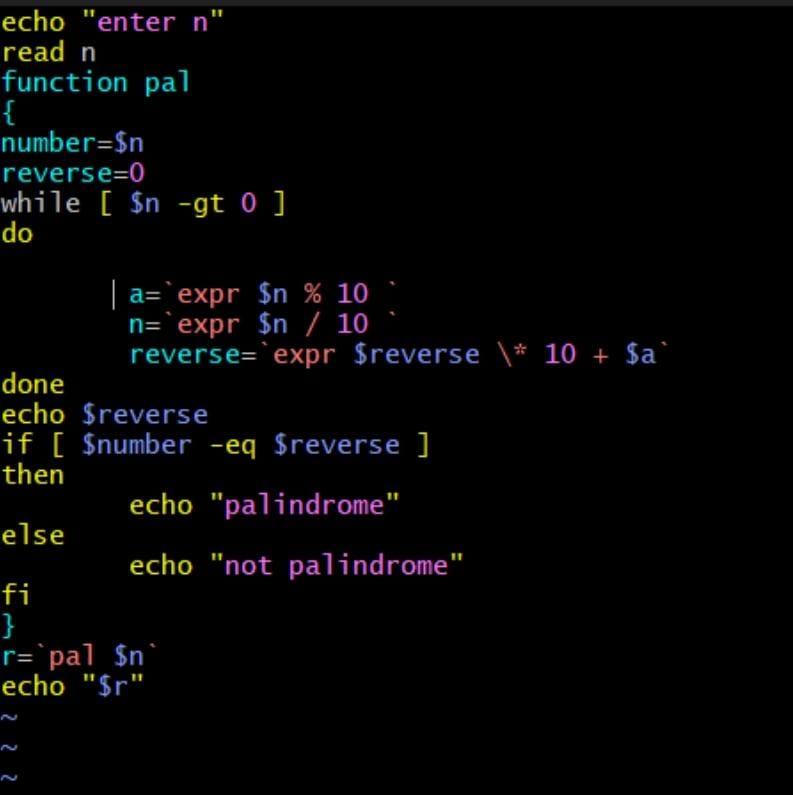 echo "enter n"
read n
function pal
{
number=$n
reverse=0
while [ $n -gt 0 ]
do
a=`expr $n % 10 `
n=`expr $n / 10 `
reverse=`expr $reverse \* 10 + $a`
done
echo $reverse
if [ $number -eq $reverse ]
then
echo "palindrome"
else
echo "not palindrome"
fi
}
r=`pal $n`
echo "$r"
~
~
~